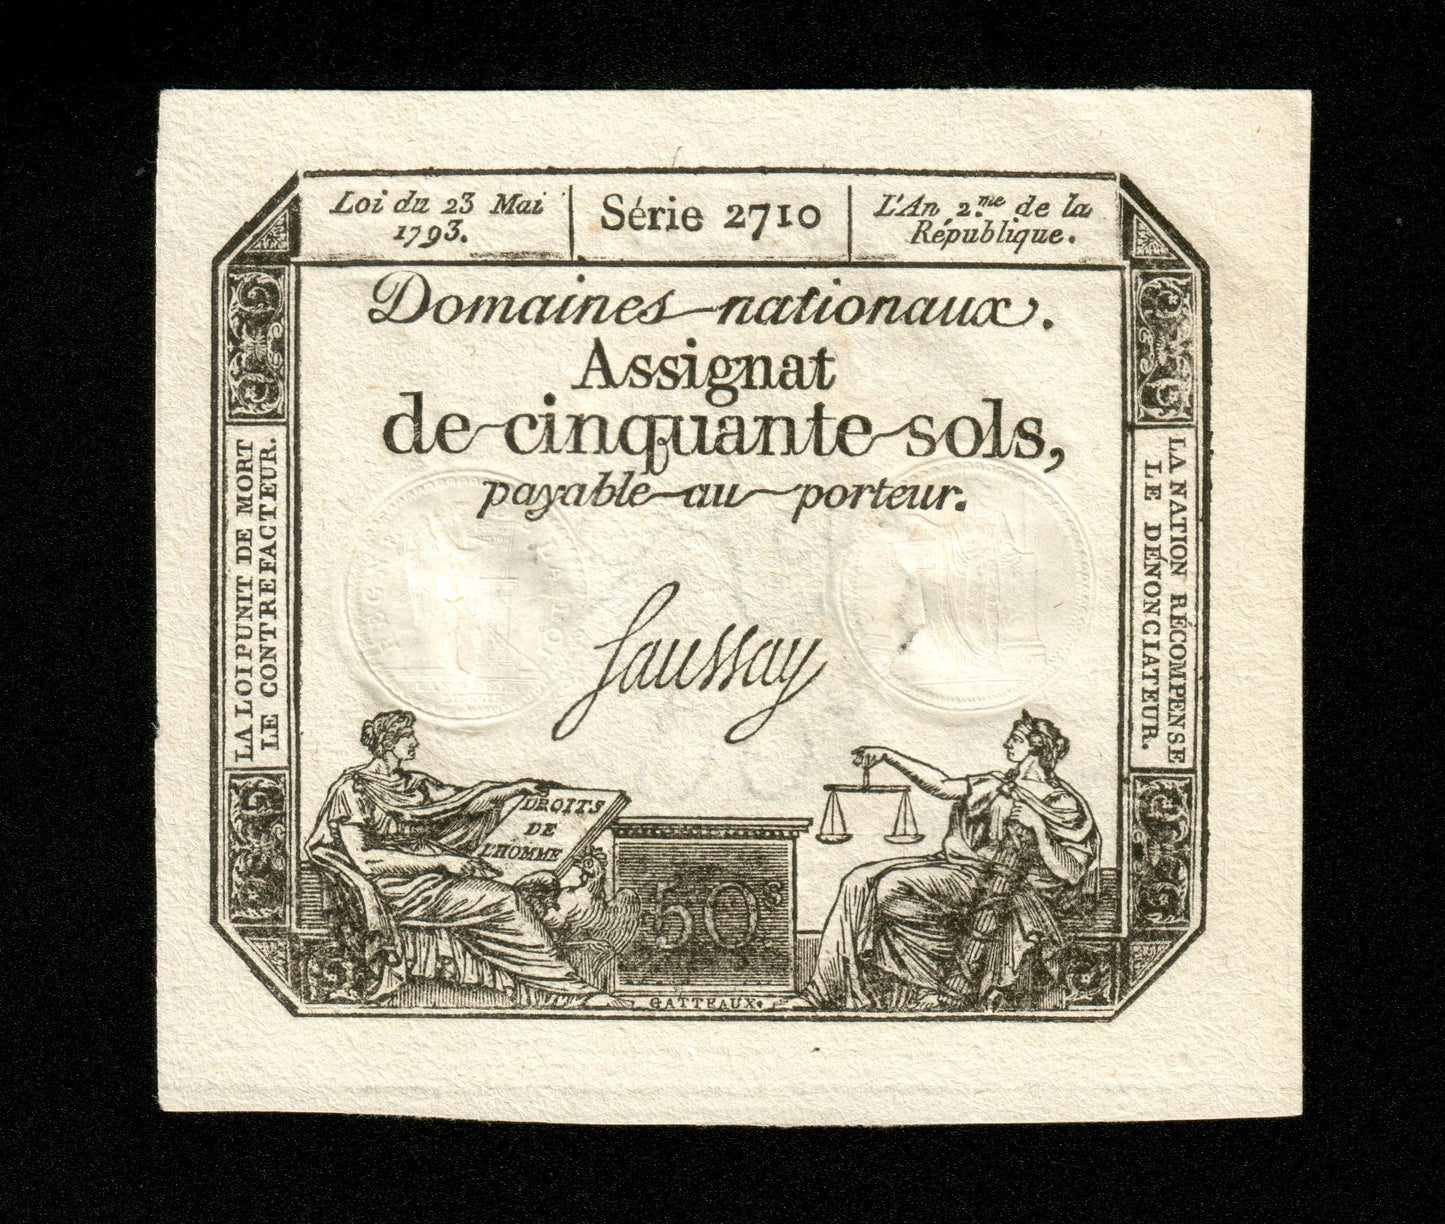 Loi du 23 Mai
1793.
Série 2710
L'An 2.me de la
République.
Domaines nationaux.
Assignat
de cinquante sols,
payable au porteur.
Saussay
LA LOI PUNIT DE MORT
LE CONTREFACTEUR.
LA NATION RÉCOMPENSE
LE DÉNONCIATEUR.
DROITS
DE
L'HOMME
50s
GATTEAUX.